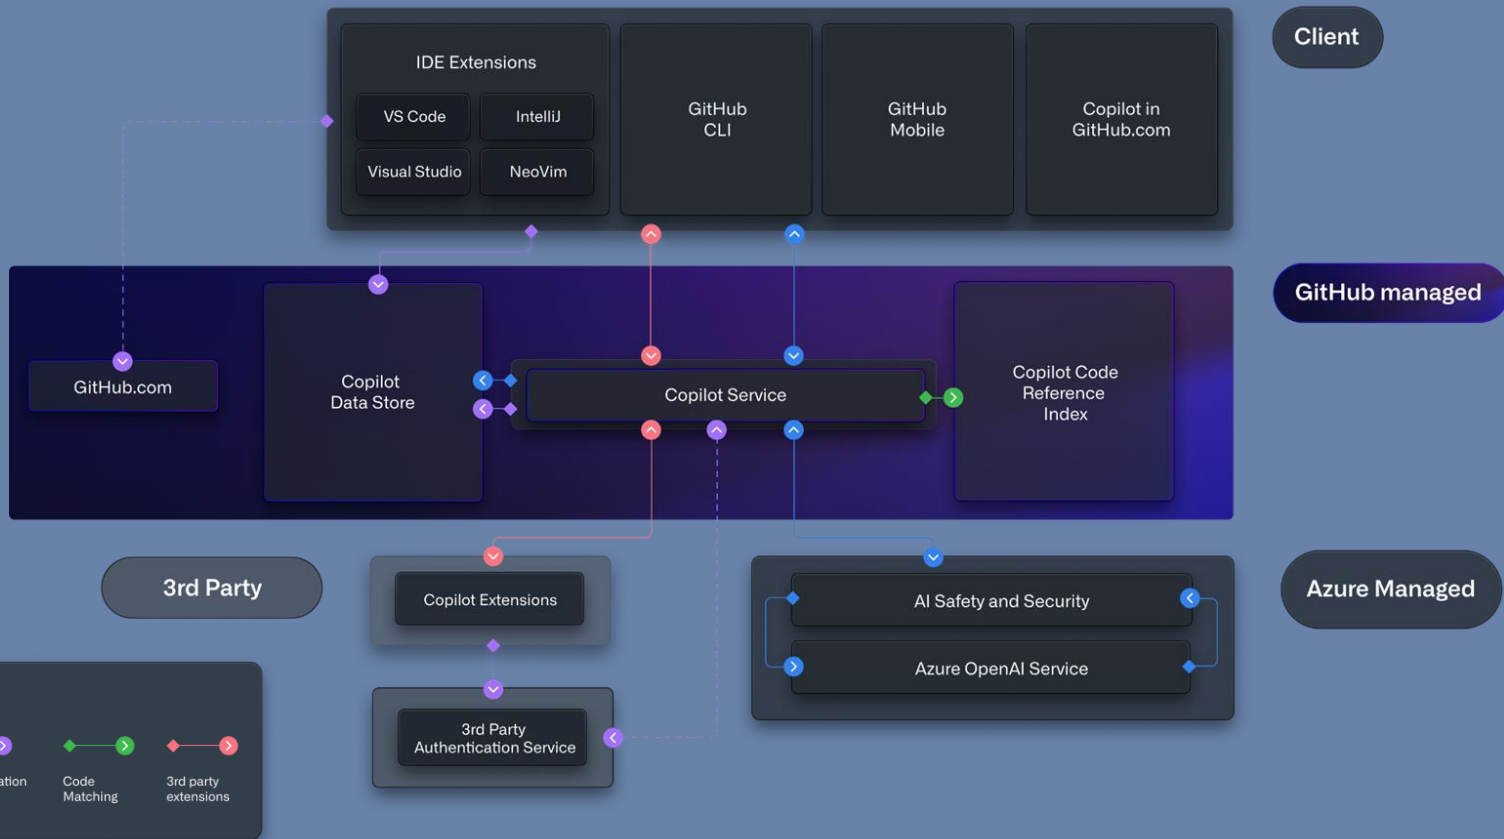 Client
IDE Extensions
VS Code
IntelliJ
Visual Studio
NeoVim
GitHub
CLI
GitHub
Mobile
Copilot in
GitHub.com
GitHub managed
GitHub.com
Copilot
Data Store
Copilot Service
Copilot Code
Reference
Index
3rd Party
Copilot Extensions
3rd Party
Authentication Service
AI Safety and Security
Azure OpenAI Service
Azure Managed
Code
Matching
3rd party
extensions